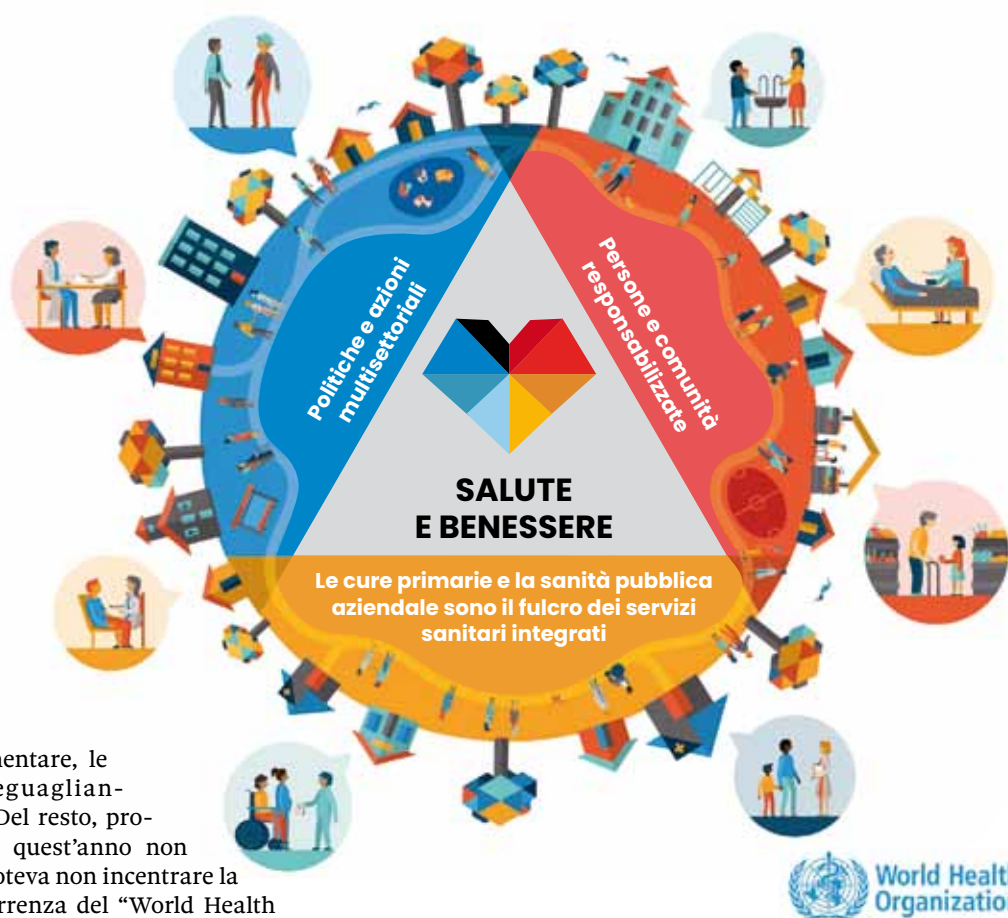 Politiche e azioni
multisettoriali
Persone e comunità
responsabilizzate
SALUTE
E BENESSERE
Le cure primarie e la sanità pubblica
aziendale sono il fulcro dei servizi
sanitari integrati
mentare, le
eguaglian-
Del resto, pro-
quest’anno non
oteva non incentrare la
rrenza del “World Health
World Health
Organizatio